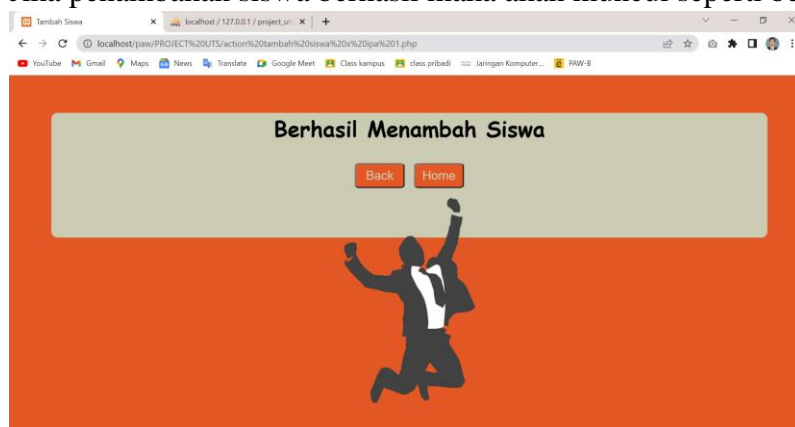 Tambah Siswa
localhost / 127.0.0.1 / project_ut
localhost/paw/PROJECT%20UTS/action%20tambah%20siswa%20x%20ipa%201.php
YouTube Gmail Maps News Translate Google Meet Class kampus class pribadi Jaringan Komputer... PAW-B
Berhasil Menambah Siswa
Back Home